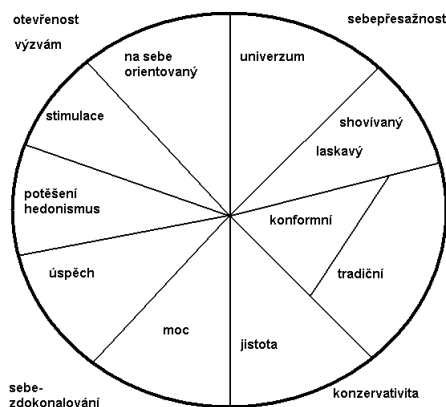 otevřenost
výzvám
sebepřesažnost
na sebe
orientovaný
univerzum
stimulace
shovívaný
laskavý
potěšení
hedonismus
konformní
tradiční
úspěch
moc
jistota
sebe-
zdokonalování
konzervativita